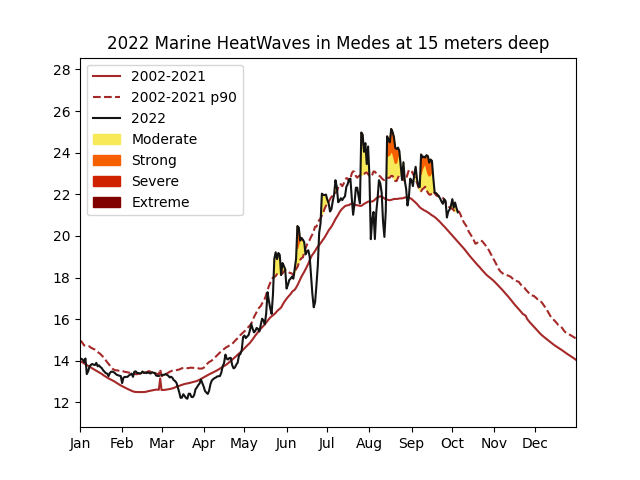 2022 Marine HeatWaves in Medes at 15 meters deep
2002-2021
2002-2021 p90
2022
Moderate
Strong
Severe
Extreme
28
26
24
22
20
18
16
14
12
Jan Feb Mar Apr May Jun Jul Aug Sep Oct Nov Dec